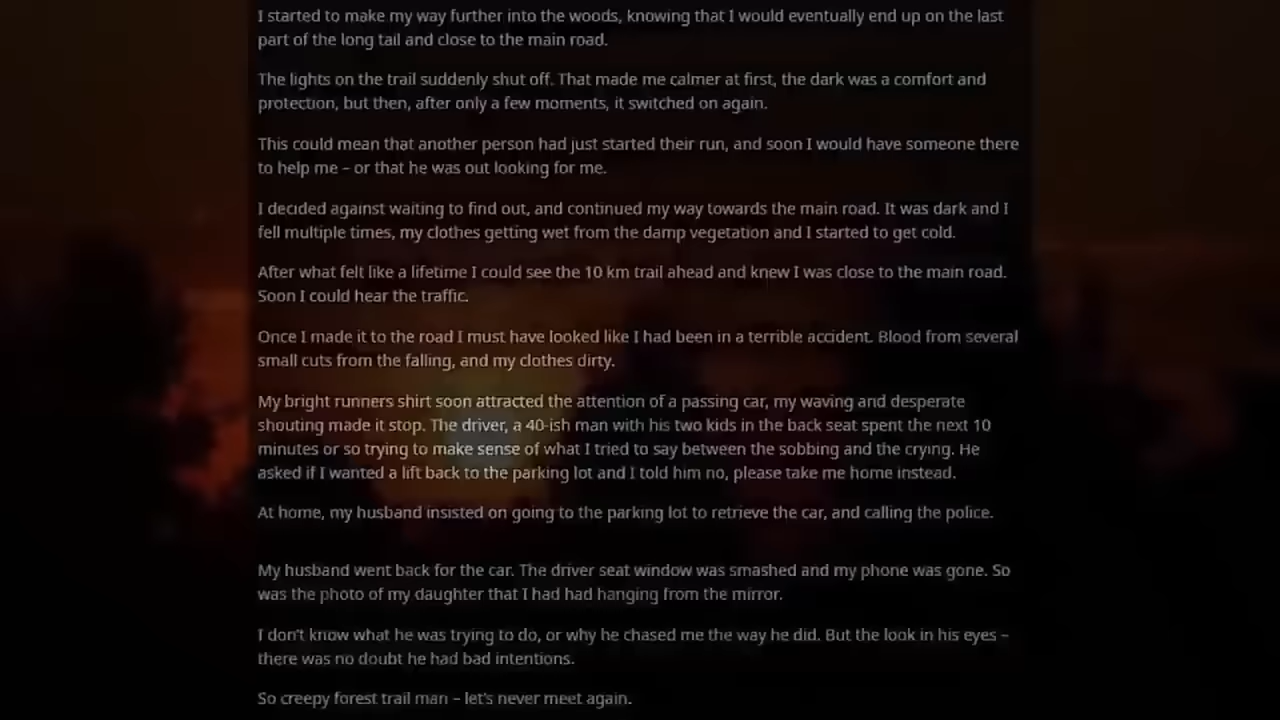 I started to make my way further into the woods, knowing that I would eventually end up on the last
part of the long tail and close to the main road.
The lights on the trail suddenly shut off. That made me calmer at first, the dark was a comfort and
protection, but then, after only a few moments, it switched on again.
This could mean that another person had just started their run, and soon I would have someone there
to help me – or that he was out looking for me.
I decided against waiting to find out, and continued my way towards the main road. It was dark and I
fell multiple times, my clothes getting wet from the damp vegetation and I started to get cold.
After what felt like a lifetime I could see the 10 km trail ahead and knew I was close to the main road.
Soon I could hear the traffic.
Once I made it to the road I must have looked like I had been in a terrible accident. Blood from several
small cuts from the falling, and my clothes dirty.
My bright runners shirt soon attracted the attention of a passing car, my waving and desperate
shouting made it stop. The driver, a 40-ish man with his two kids in the back seat spent the next 10
minutes or so trying to make sense of what I tried to say between the sobbing and the crying. He
asked if I wanted a lift back to the parking lot and I told him no, please take me home instead.
At home, my husband insisted on going to the parking lot to retrieve the car, and calling the police.
My husband went back for the car. The driver seat window was smashed and my phone was gone. So
was the photo of my daughter that I had had hanging from the mirror.
I don't know what he was trying to do, or why he chased me the way he did. But the look in his eyes –
there was no doubt he had bad intentions.
So creepy forest trail man – let's never meet again.